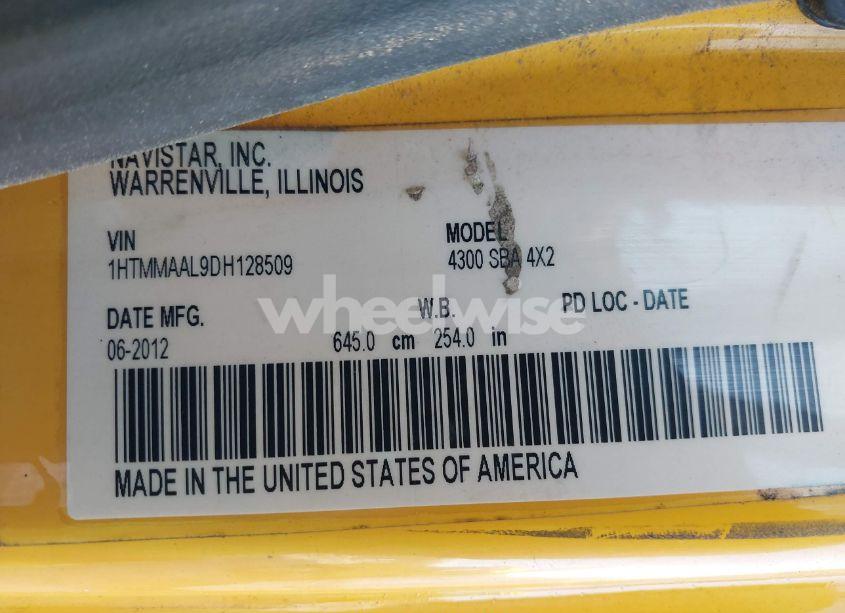 NAVISTAR, INC.
WARRENVILLE, ILLINOIS
VIN MODEL
1HTMMAAL9DH128509 4300 SBA 4X2
wheelwise
DATE MFG. W.B. PD LOC - DATE
06-2012 645.0 cm 254.0 in
MADE IN THE UNITED STATES OF AMERICA